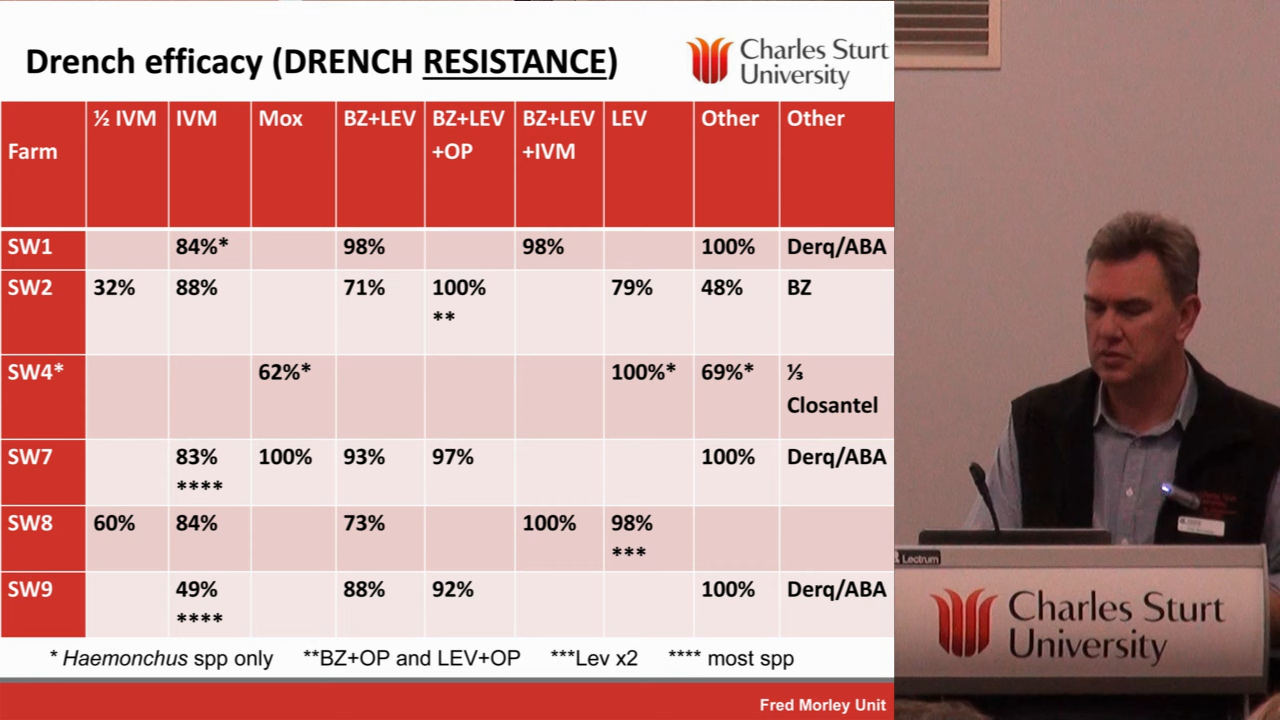 Drench efficacy (DRENCH RESISTANCE)
Charles Sturt
University
Farm ½ IVM IVM Mox BZ+LEV BZ+LEV +OP BZ+LEV +IVM LEV Other Other
SW1 84%* 98% 98% 100% Derq/ABA
SW2 32% 88% 71% 100% ** 79% 48% BZ
SW4* 62%* 100%* 69%* ⅓ Closantel
SW7 83% **** 100% 93% 97% 100% Derq/ABA
SW8 60% 84% 73% 100% 98% ***
SW9 49% **** 88% 92% 100% Derq/ABA
* Haemonchus spp only **BZ+OP and LEV+OP ***Lev x2 **** most spp
Fred Morley Unit
Lectrum
Charles Sturt
University